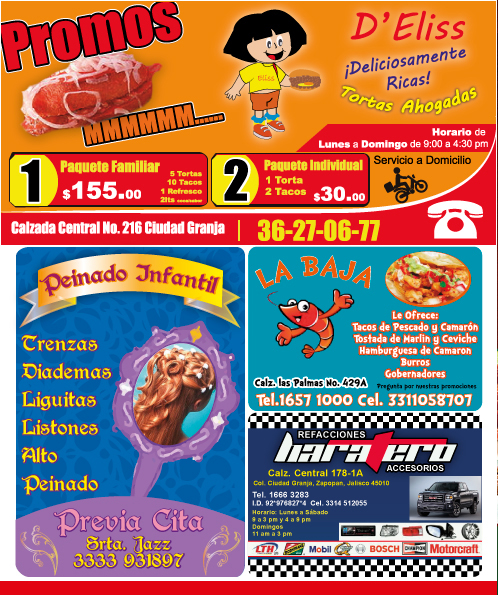 Promos
MMMMMM.....
D'Eliss
Eliss
¡Deliciosamente
Ricas!
Tortas Ahogadas
Horario de
Lunes a Domingo de 9:00 a 4:30 pm
1
Paquete Familiar
$155.00
5 Tortas
10 Tacos
1 Refresco
2lts
2
Paquete Individual
1 Torta
2 Tacos
$30.00
Servicio a Domicilio
Calzada Central No. 216 Ciudad Granja | 36-27-06-77
Peinado Infantil
Trenzas
Diademas
Liguitas
Listones
Alto
Peinado
Previa Cita
Srta. Jazz
3333 931897
LA BAJA
Le Ofrece:
Tacos de Pescado y Camarón
Tostada de Marlin y Ceviche
Hamburguesa de Camaron
Burros
Gobernadores
Calz. las Palmas No. 429A
Pregunta por nuestras promociones
Tel.1657 1000 Cel. 3311058707
REFACCIONES
baratero
ACCESORIOS
Calz. Central 178-1A
Col. Ciudad Granja, Zapopan, Jalisco 45010
Tel. 1666 3283
I.D. 92*976827*4 Cel. 3314 512055
Horario: Lunes a Sábado
9 a 3 pm y 4 a 9 pm
Domingos
11 am a 3 pm
LTH
Mobil
BOSCH
CHAMPION
Motorcraft